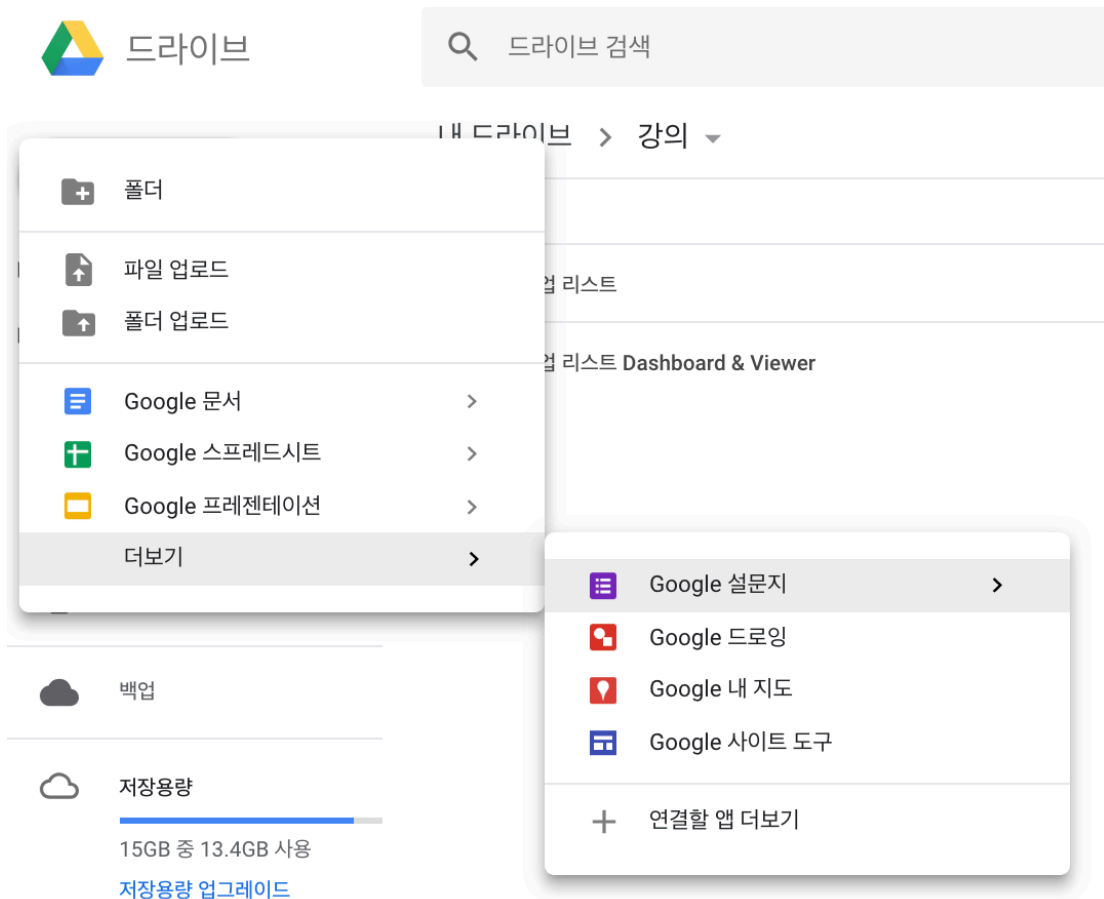 드라이브
드라이브 검색
내 드라이브 > 강의
폴더
파일 업로드
폴더 업로드
리스트
리스트 Dashboard & Viewer
Google 문서
Google 스프레드시트
Google 프레젠테이션
더보기
Google 설문지
Google 드로잉
Google 내 지도
Google 사이트 도구
연결할 앱 더보기
백업
저장용량
15GB 중 13.4GB 사용
저장용량 업그레이드